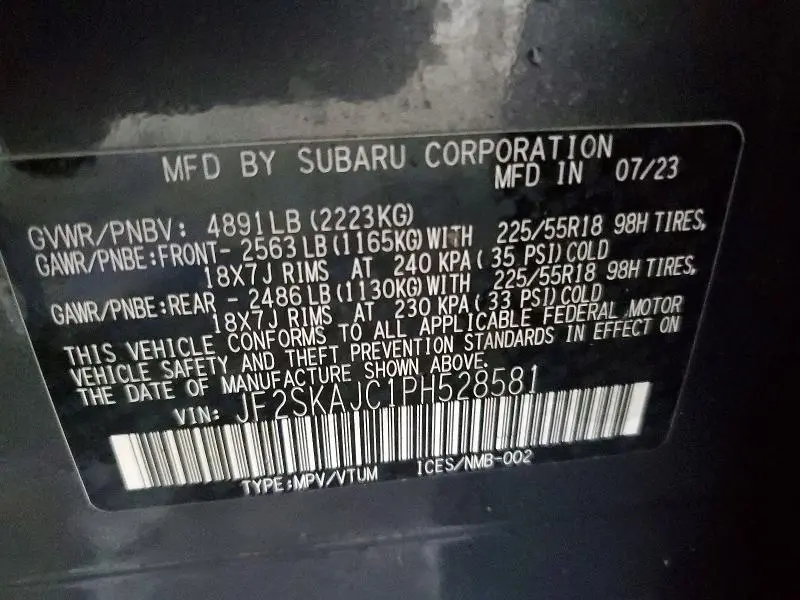 MFD BY SUBARU CORPORATION
MFD IN 07/23
GVWR/PNBV: 4891LB (2223KG)
GAWR/PNBE:FRONT- 2563LB (1165KG) WITH 225/55R18 98H TIRES,
18X7J RIMS AT 240 KPA ( 35 PSI) COLD
GAWR/PNBE:REAR - 2486LB (1130KG) WITH 225/55R18 98H TIRES,
18X7J RIMS AT 230 KPA ( 33 PSI) COLD
THIS VEHICLE CONFORMS TO ALL APPLICABLE FEDERAL MOTOR
VEHICLE SAFETY AND THEFT PREVENTION STANDARDS IN EFFECT ON
THE DATE OF MANUFACTURE SHOWN ABOVE.
VIN: JF2SKAJC1PH528581
TYPE:MPV/VTUM ICES/NMB-002